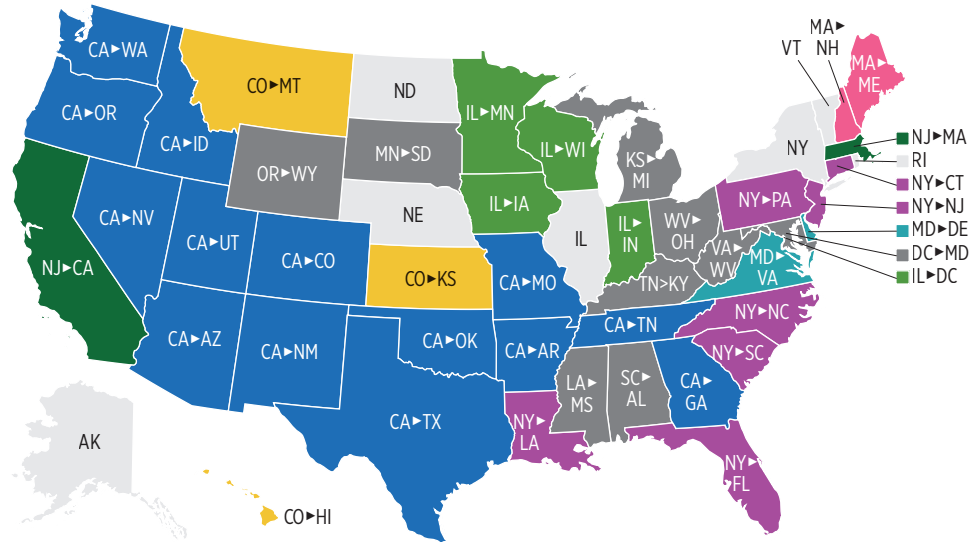 MA►
NH
VT
CA►WA
MA►
ME
CO►MT
ND
IL►MN
CA►OR
NJ►MA
CA►ID
MN►SD
IL►WI
NY
RI
KS►
MI
OR►WY
NY►CT
NY►PA
NY►NJ
IL►IA
NE
CA►NV
IL►
IN
WV►
OH
MD►DE
IL
CA►UT
DC►MD
VA►
WV
MD►
VA
CA►CO
NJ►CA
CO►KS
CA►MO
TN>KY
IL►DC
NY►NC
CA►TN
CA►AZ
CA►OK
CA►NM
CA►AR
NY►SC
LA►
MS
SC►
AL
CA►
GA
CA►TX
NY►
LA
AK
NY►
FL
CO►HI